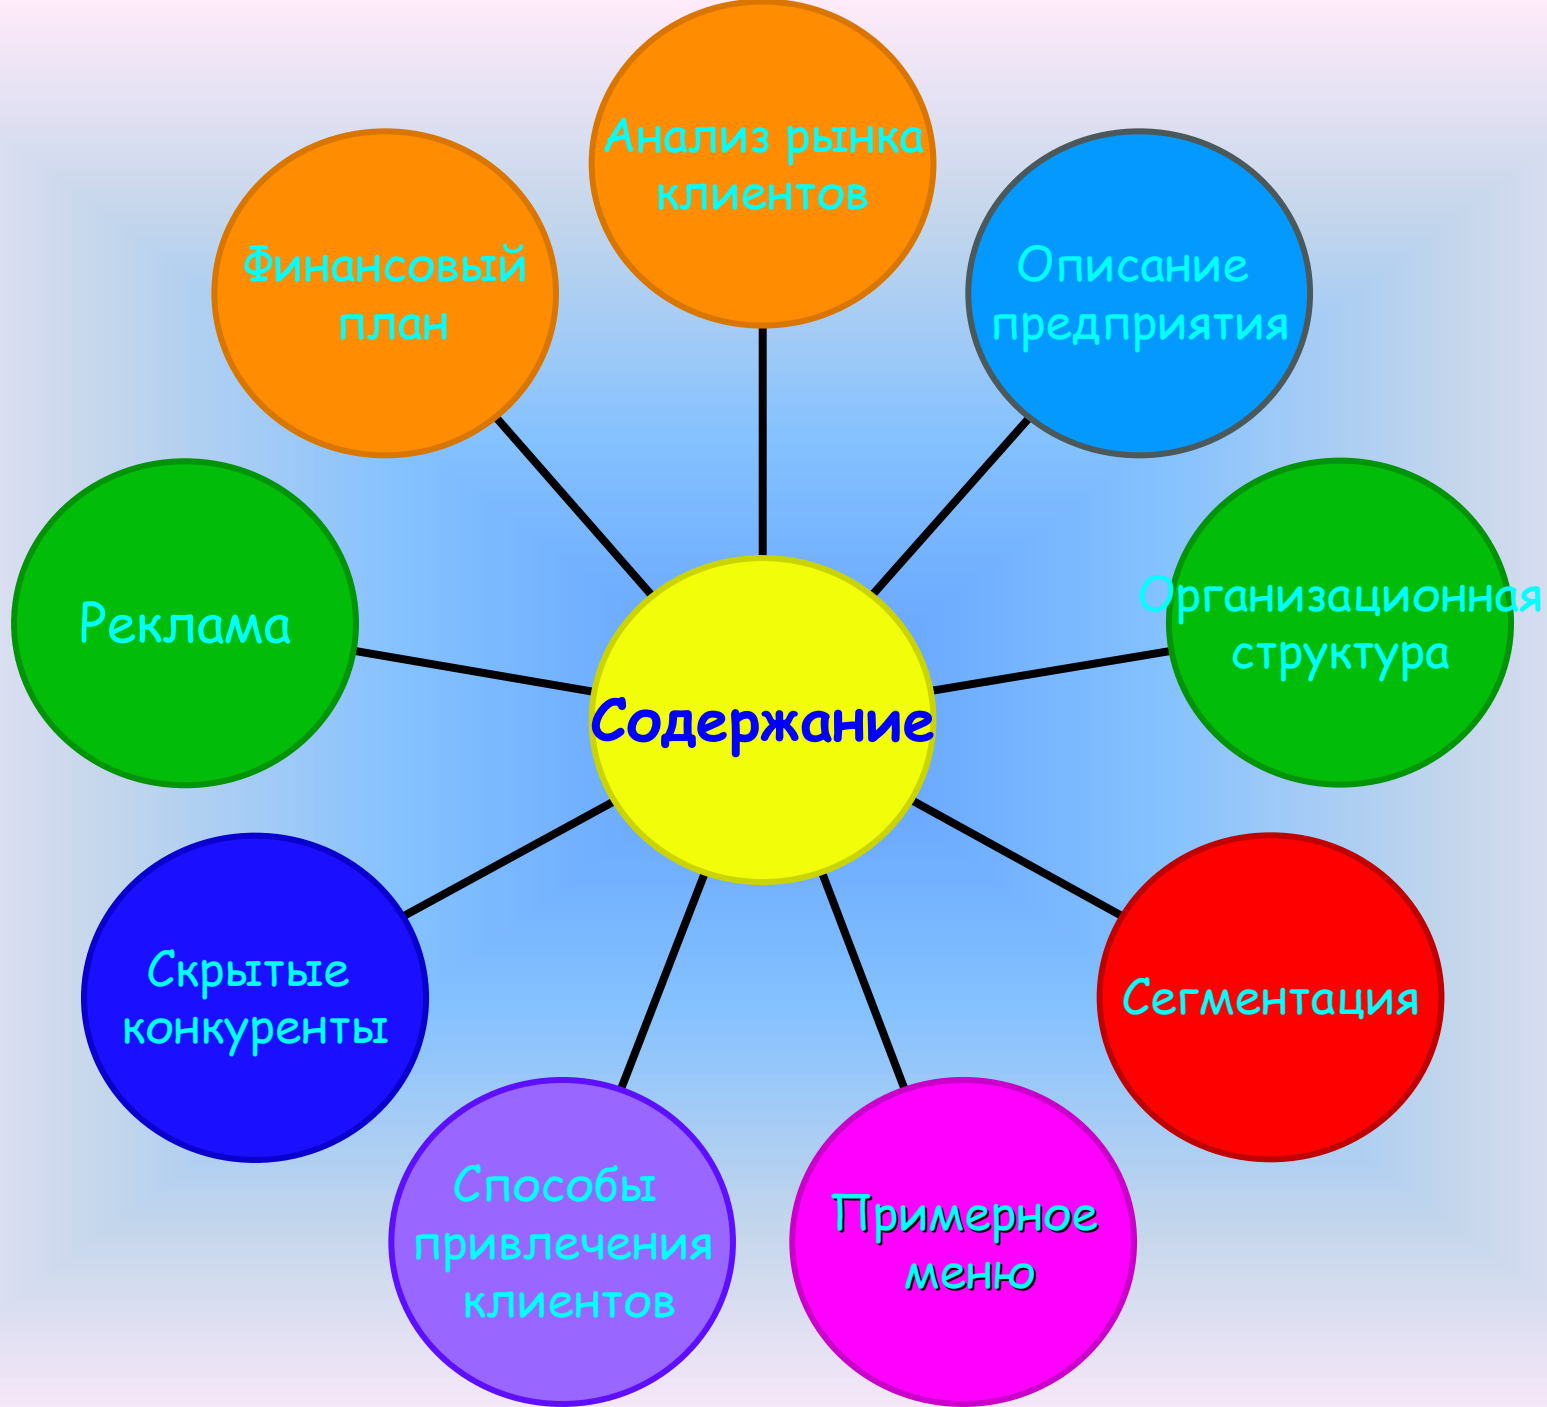 Анализ рынка
клиентов
Описание
предприятия
Организационная
структура
Сегментация
Примерное
меню
Способы
привлечения
клиентов
Скрытые
конкуренты
Реклама
Финансовый
план
Содержание